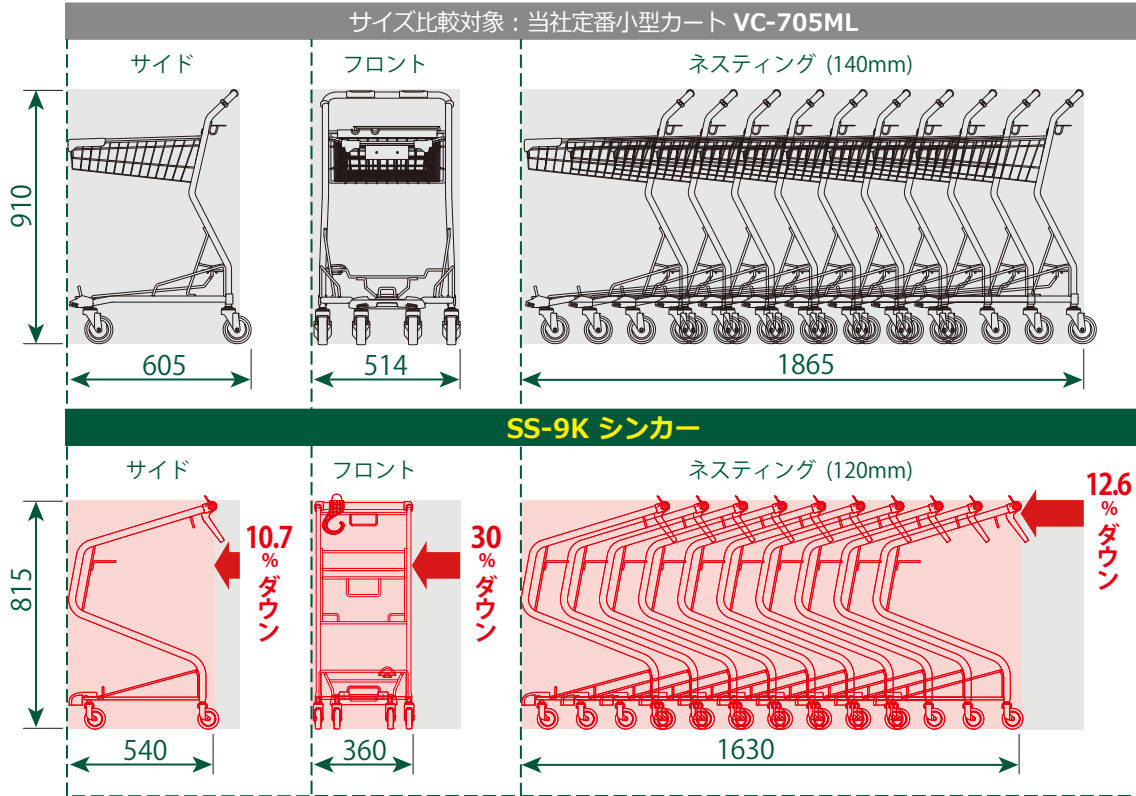 サイズ比較対象：当社定番小型カート VC-705ML
サイド
フロント
ネスティング (140mm)
910
605
514
1865
SS-9K シンカー
サイド
フロント
ネスティング (120mm)
815
10.7%ダウン
30%ダウン
12.6%ダウン
540
360
1630